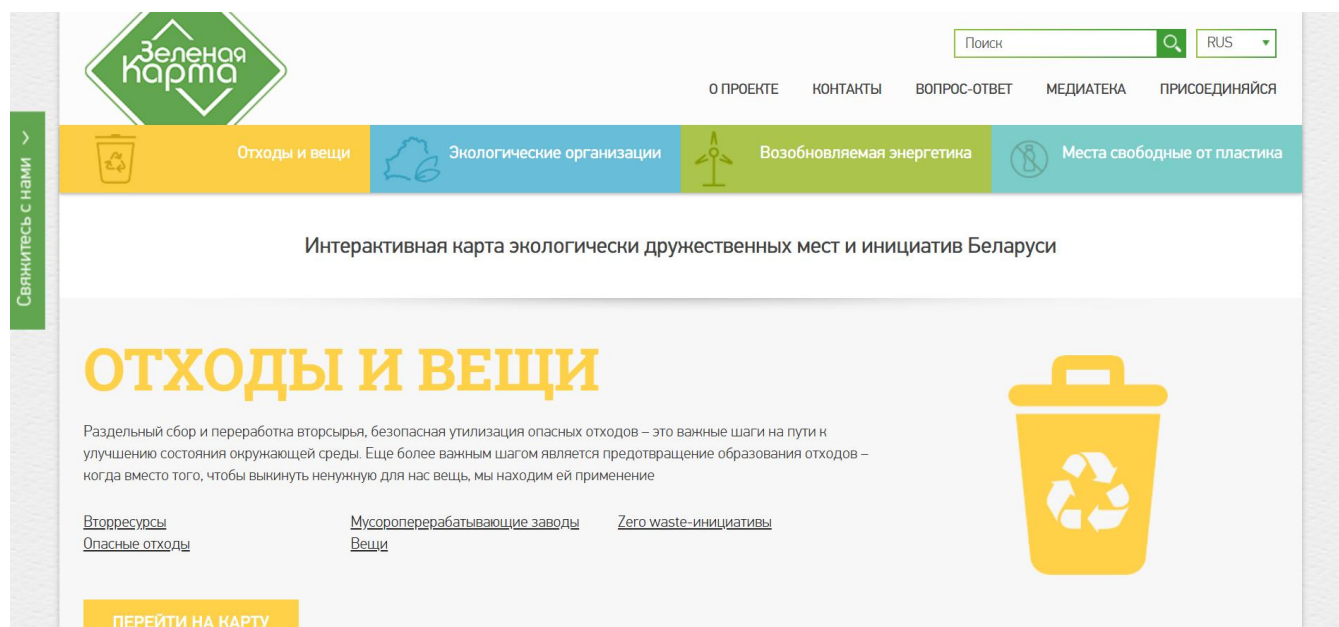 Зеленая
карта
Поиск
RUS
О ПРОЕКТЕ КОНТАКТЫ ВОПРОС-ОТВЕТ МЕДИАТЕКА ПРИСОЕДИНЯЙСЯ
Свяжитесь с нами
Отходы и вещи Экологические организации Возобновляемая энергетика Места свободные от пластика
Интерактивная карта экологически дружественных мест и инициатив Беларуси
ОТХОДЫ И ВЕЩИ
Раздельный сбор и переработка вторсырья, безопасная утилизация опасных отходов – это важные шаги на пути к
улучшению состояния окружающей среды. Еще более важным шагом является предотвращение образования отходов –
когда вместо того, чтобы выкинуть ненужную для нас вещь, мы находим ей применение
Вторресурсы Мусороперерабатывающие заводы Zero waste-инициативы
Опасные отходы Вещи
ПЕРЕЙТИ НА КАРТУ